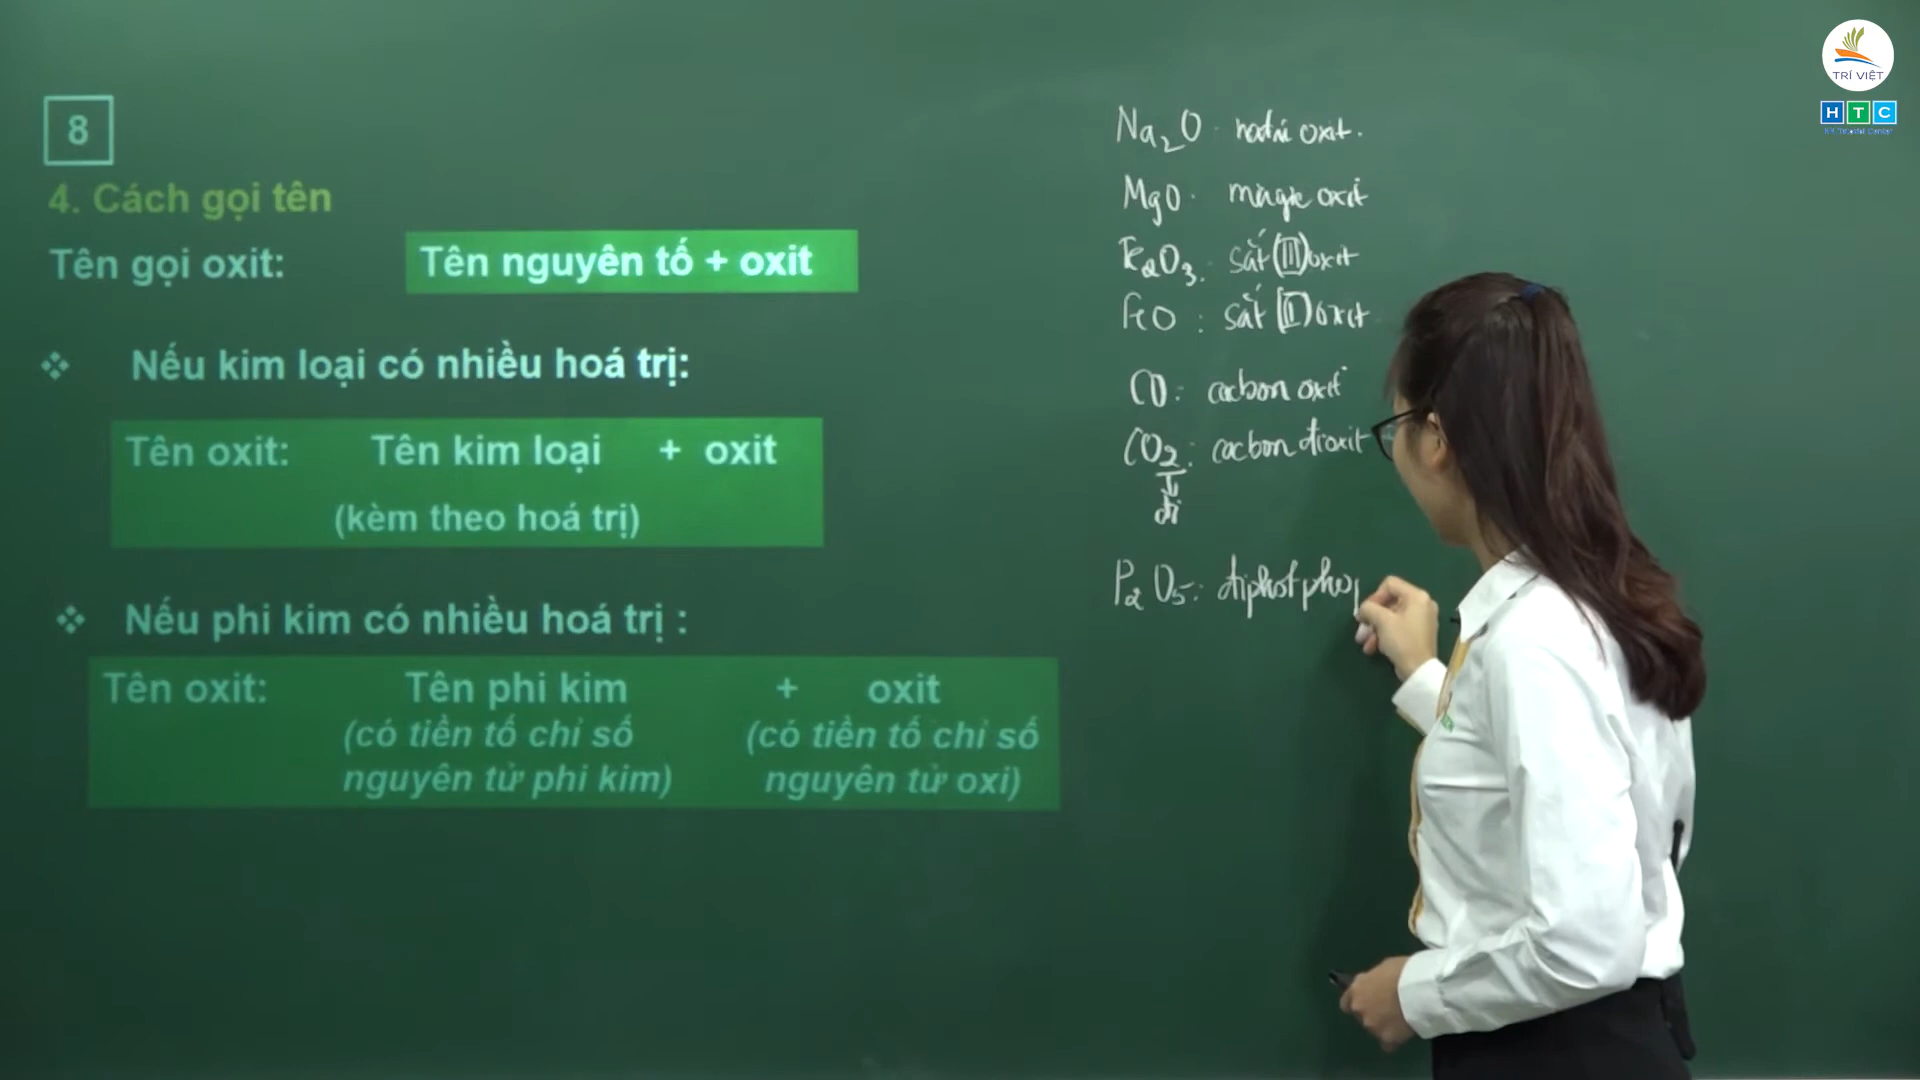 8
4. Cách gọi tên
Tên gọi oxit: Tên nguyên tố + oxit
Nếu kim loại có nhiều hoá trị:
Tên oxit: Tên kim loại + oxit
(kèm theo hoá trị)
Nếu phi kim có nhiều hoá trị :
Tên oxit: Tên phi kim + oxit
(có tiền tố chỉ số (có tiền tố chỉ số
nguyên tử phi kim) nguyên tử oxi)
Na2O: natri oxit.
MgO: magie oxit
Fe2O3: sắt (III) oxit
FeO: sắt (II) oxit
CO: cacbon oxit
CO2: cacbon đioxit
đi
P2O5: điphotpho
TRÍ VIỆT
HTC